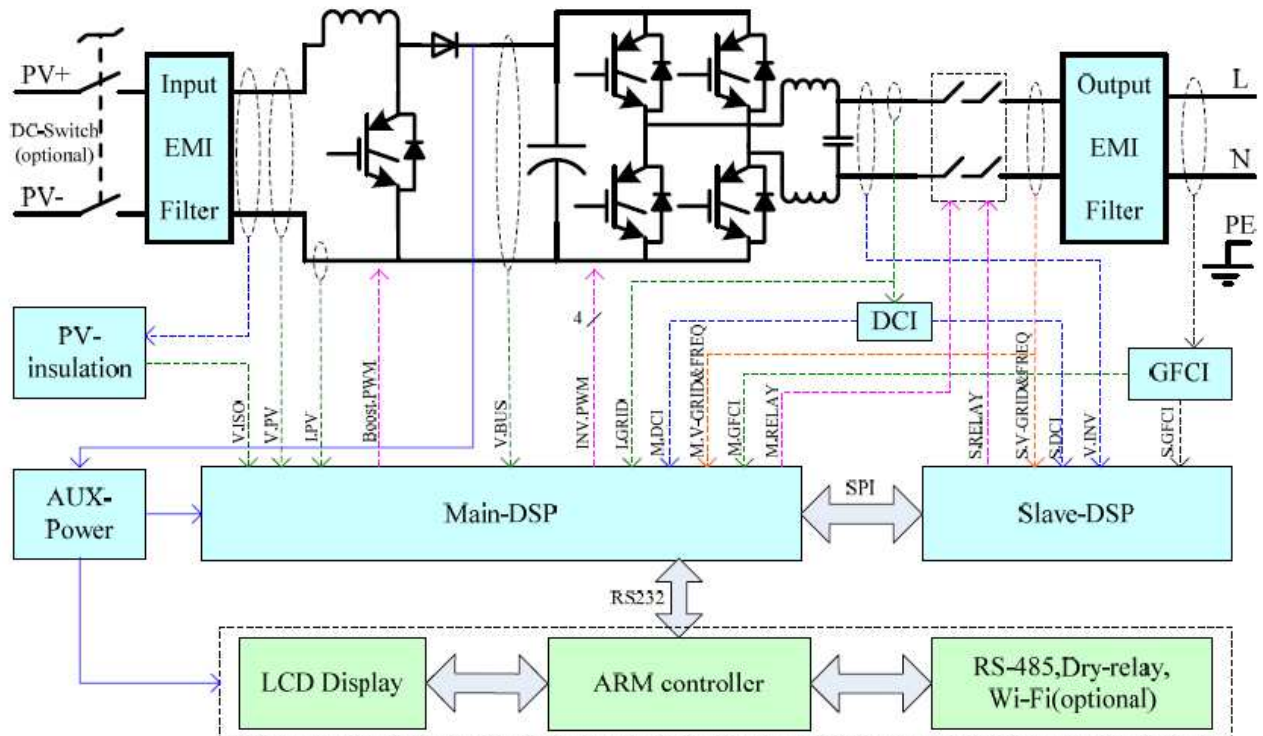 PV+
DC-Switch
(optional)
PV-
Input
EMI
Filter
Output
EMI
Filter
L
N
PE
PV-
insulation
4
DCI
GFCI
V.ISO
V.PV
I.PV
Boost.PWM
V.BUS
INV.PWM
I.GRID
M.DCI
M.V-GRID&FREQ
M.GFCI
M.RELAY
S.RELAY
S.V-GRID&FREQ
S.DCI
V.INV
S.GFCI
AUX-
Power
Main-DSP
SPI
Slave-DSP
RS232
LCD Display
ARM controller
RS-485,Dry-relay,
Wi-Fi(optional)